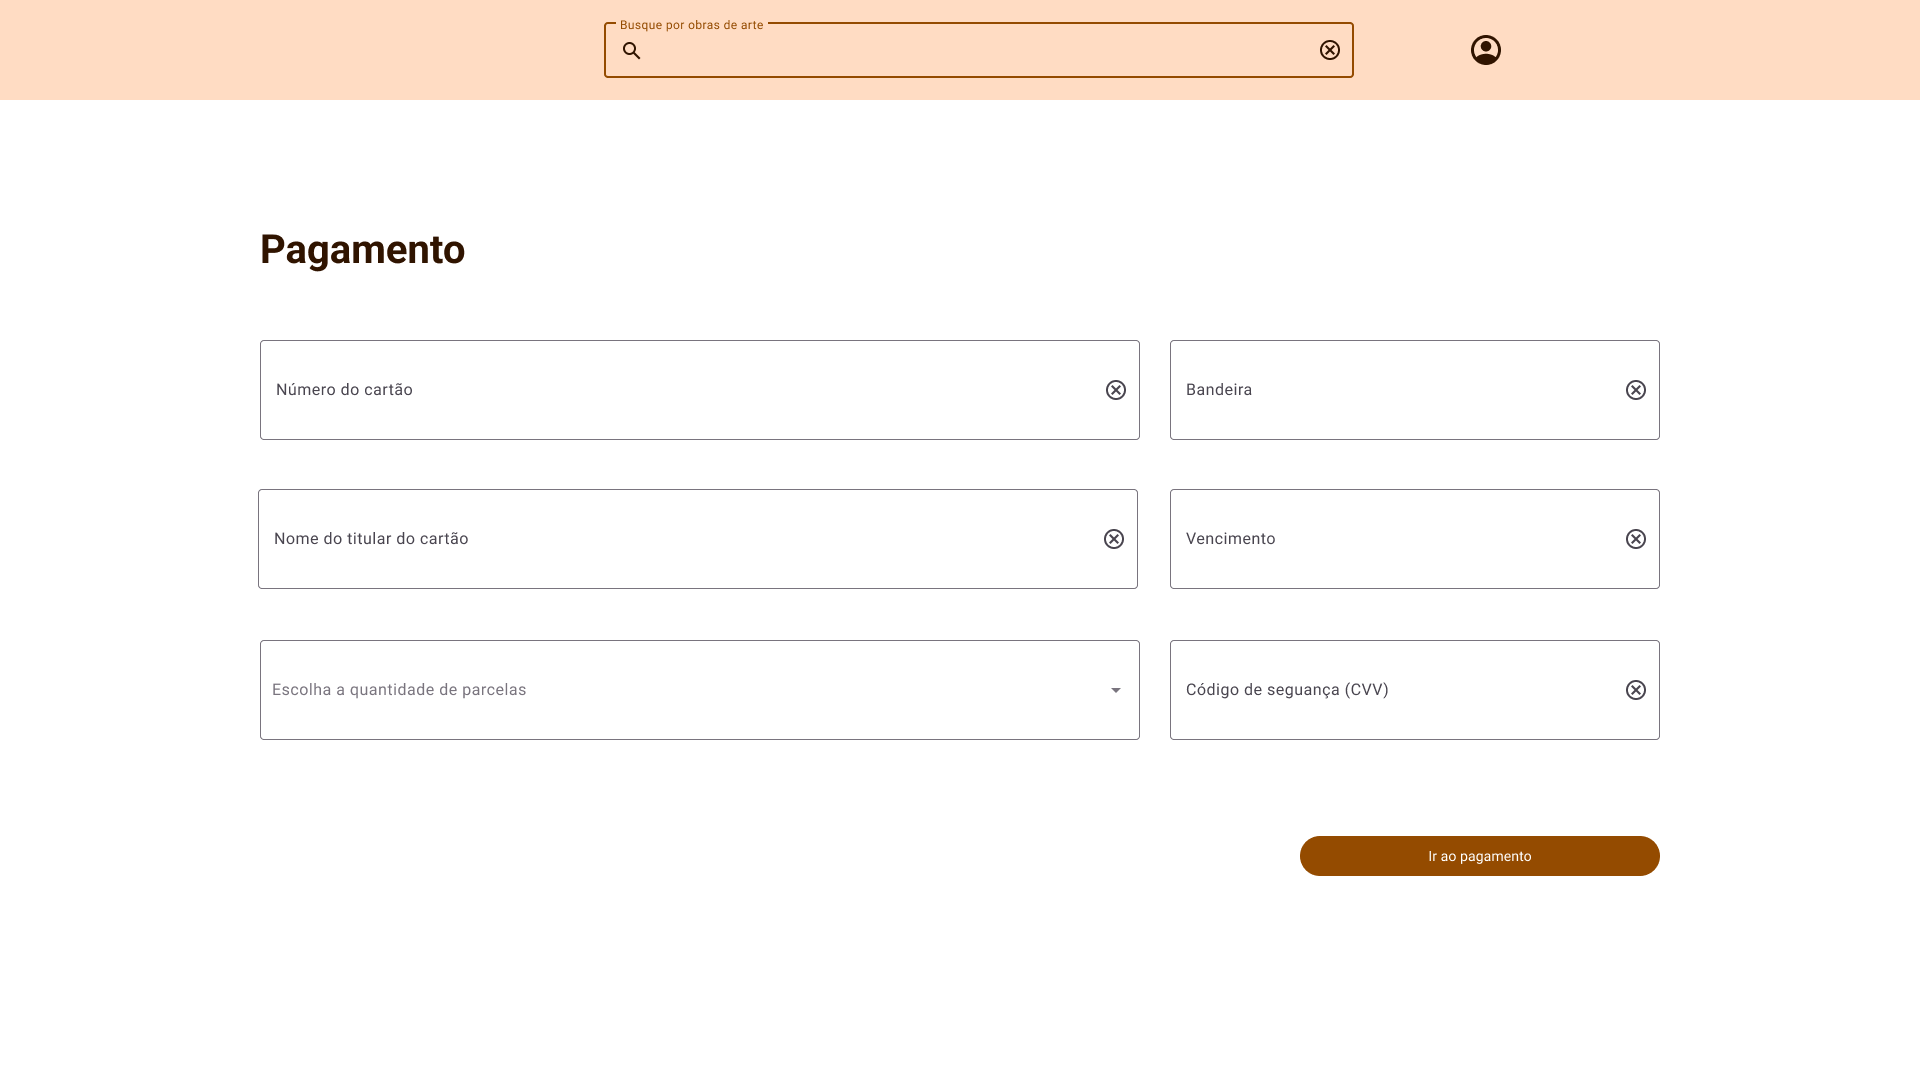 Busque por obras de arte
Pagamento
Número do cartão
Bandeira
Nome do titular do cartão
Vencimento
Escolha a quantidade de parcelas
Código de seguança (CVV)
Ir ao pagamento